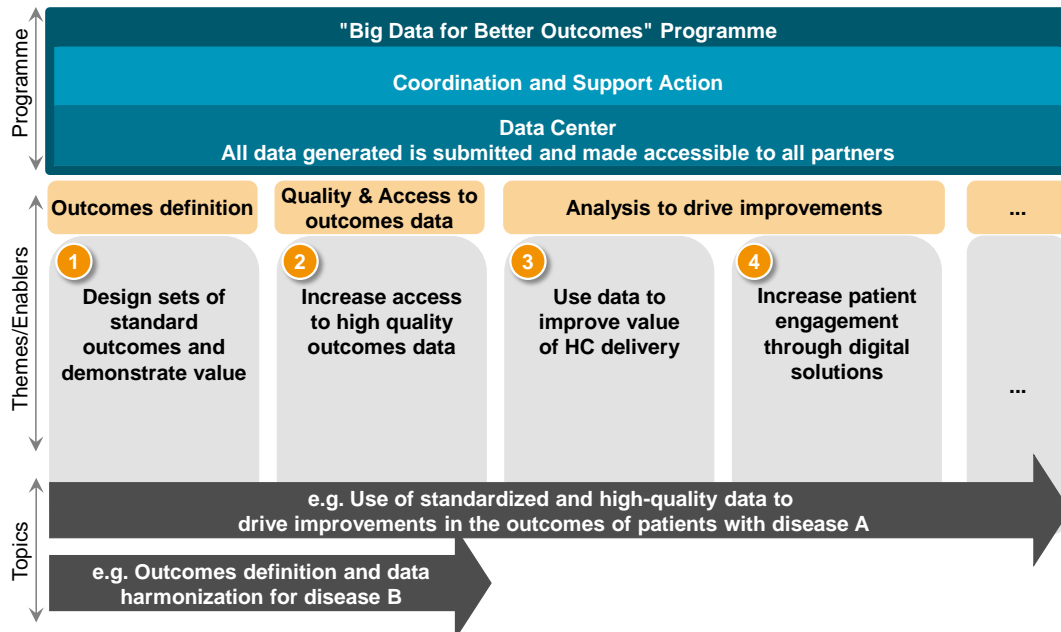 Programme
"Big Data for Better Outcomes" Programme
Coordination and Support Action
Data Center
All data generated is submitted and made accessible to all partners
Themes/Enablers
Outcomes definition
Quality & Access to
outcomes data
Analysis to drive improvements
...
1
Design sets of
standard
outcomes and
demonstrate value
2
Increase access
to high quality
outcomes data
3
Use data to
improve value
of HC delivery
4
Increase patient
engagement
through digital
solutions
...
Topics
e.g. Use of standardized and high-quality data to
drive improvements in the outcomes of patients with disease A
e.g. Outcomes definition and data
harmonization for disease B